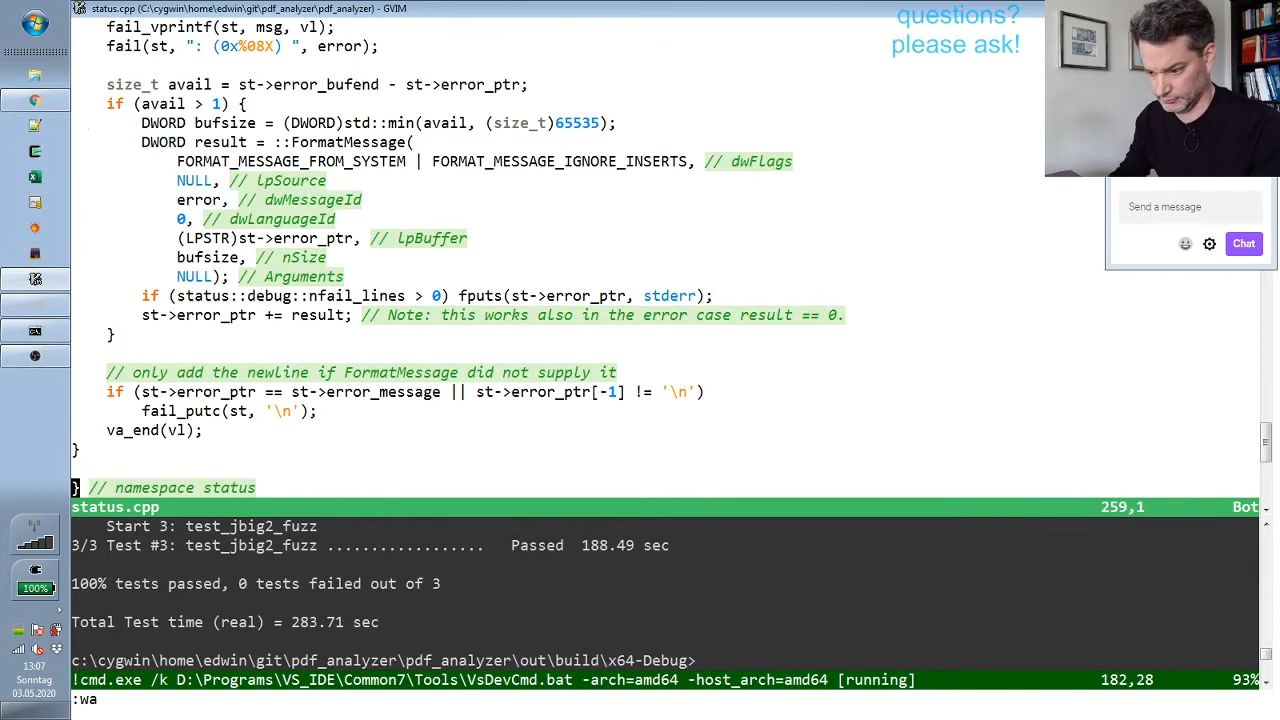 status.cpp (C:\cygwin\home\edwin\git\pdf_analyzer\pdf_analyzer) - GVIM
questions?
please ask!
fail_vprintf(st, msg, vl);
fail(st, ": (0x%08X) ", error);
size_t avail = st->error_bufend - st->error_ptr;
if (avail > 1) {
DWORD bufsize = (DWORD)std::min(avail, (size_t)65535);
DWORD result = ::FormatMessage(
FORMAT_MESSAGE_FROM_SYSTEM | FORMAT_MESSAGE_IGNORE_INSERTS, // dwFlags
NULL, // lpSource
error, // dwMessageId
0, // dwLanguageId
(LPSTR)st->error_ptr, // lpBuffer
bufsize, // nSize
NULL); // Arguments
if (status::debug::nfail_lines > 0) fputs(st->error_ptr, stderr);
st->error_ptr += result; // Note: this works also in the error case result == 0.
}
// only add the newline if FormatMessage did not supply it
if (st->error_ptr == st->error_message || st->error_ptr[-1] != '\n')
fail_putc(st, '\n');
va_end(vl);
}
} // namespace status
status.cpp 259,1 Bot
Start 3: test_jbig2_fuzz
3/3 Test #3: test_jbig2_fuzz .................. Passed 188.49 sec
100% tests passed, 0 tests failed out of 3
Total Test time (real) = 283.71 sec
c:\cygwin\home\edwin\git\pdf_analyzer\pdf_analyzer\out\build\x64-Debug>
!cmd.exe /k D:\Programs\VS_IDE\Common7\Tools\VsDevCmd.bat -arch=amd64 -host_arch=amd64 [running] 182,28 93%
:wa
Send a message
Chat
100%
13:07
Sonntag
03.05.2020